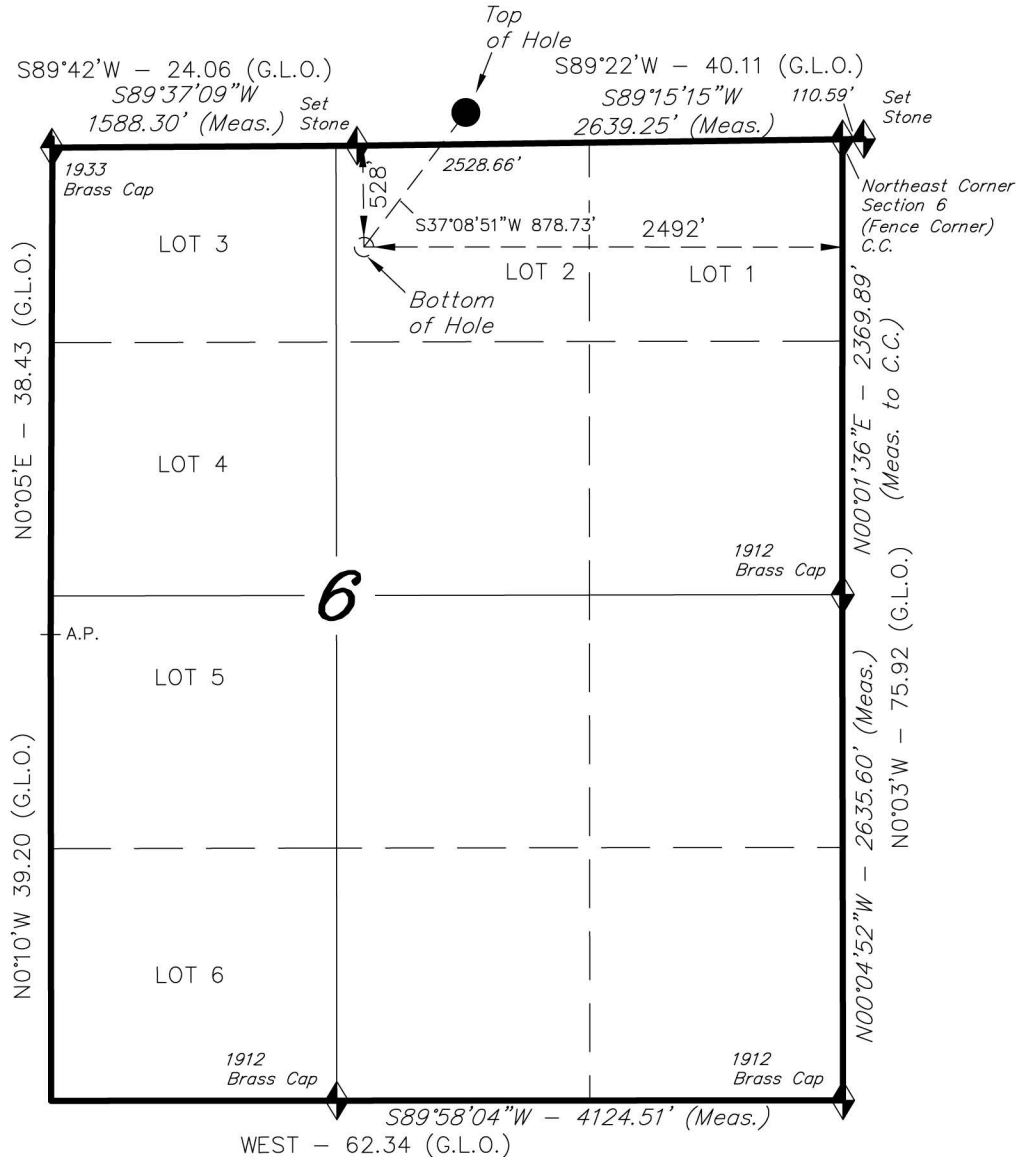 Top
of Hole
S89°42'W – 24.06 (G.L.O.)
S89°37'09"W
1588.30' (Meas.)
Set
Stone
S89°22'W – 40.11 (G.L.O.)
S89°15'15"W
2639.25' (Meas.)
110.59'
Set
Stone
1933
Brass Cap
528'
2528.66'
Northeast Corner
Section 6
(Fence Corner)
C.C.
LOT 3
S37°08'51"W 878.73'
2492'
LOT 2
LOT 1
Bottom
of Hole
N0°05'E – 38.43 (G.L.O.)
N00°01'36"E – 2369.89'
(Meas. to C.C.)
LOT 4
1912
Brass Cap
6
A.P.
LOT 5
N0°10'W 39.20 (G.L.O.)
N00°04'52"W – 2635.60' (Meas.)
N0°03'W – 75.92 (G.L.O.)
LOT 6
1912
Brass Cap
1912
Brass Cap
S89°58'04"W – 4124.51' (Meas.)
WEST – 62.34 (G.L.O.)